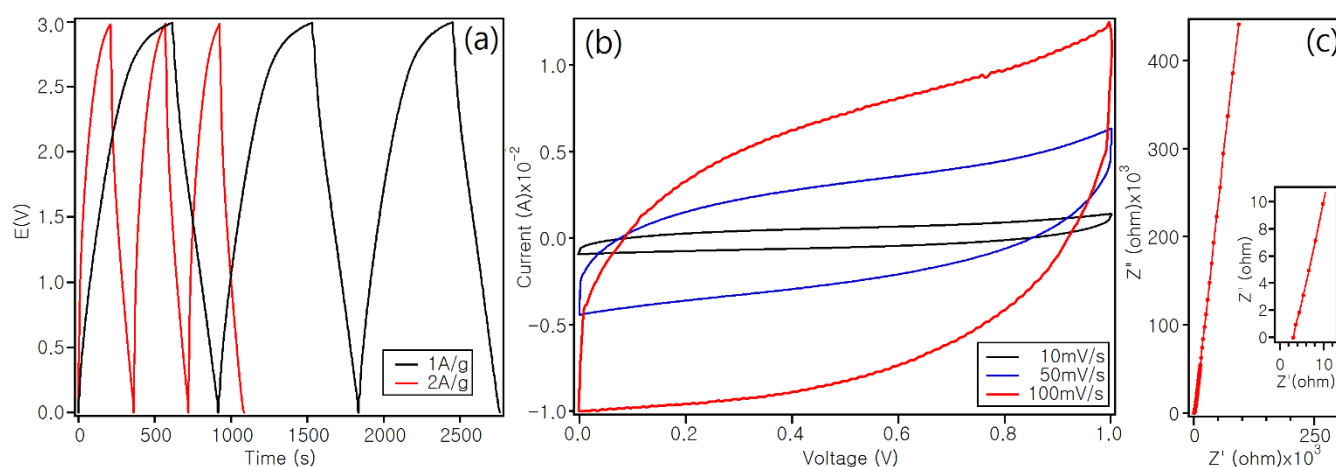 (a)
3.0
2.5
2.0
1.5
1.0
0.5
0.0
E(V)
0
500
1000
1500
2000
2500
Time (s)
1A/g
2A/g
(b)
1.0
0.5
0.0
-0.5
-1.0
Current (A)x10-2
0.0
0.2
0.4
0.6
0.8
1.0
Voltage (V)
10mV/s
50mV/s
100mV/s
(c)
400
300
200
100
0
Z" (ohm)x103
0
250
Z' (ohm)x103
10
8
6
4
2
0
Z' (ohm)
0
10
Z'(ohm)